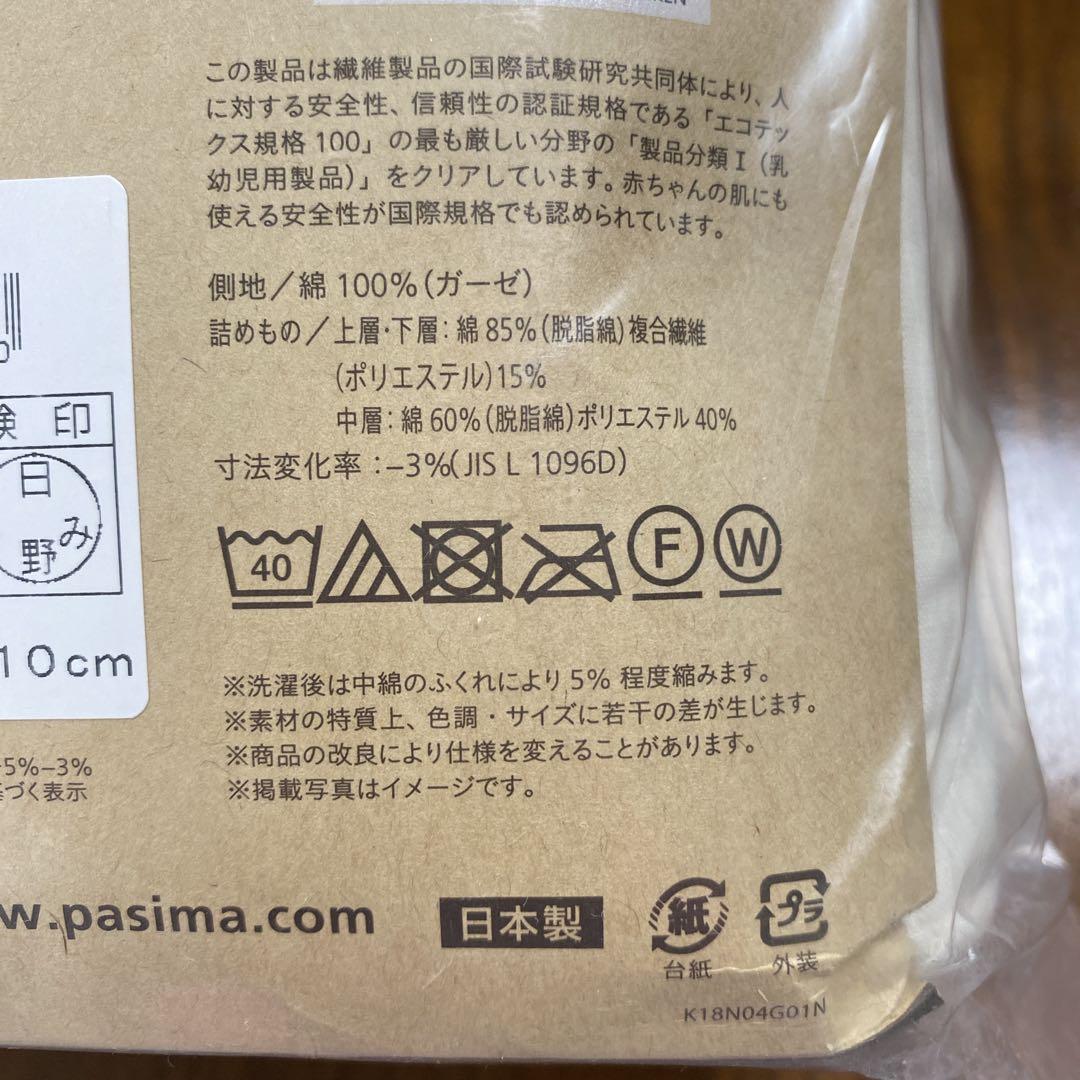 この製品は繊維製品の国際試験研究共同体により、人
に対する安全性、信頼性の認証規格である「エコテッ
クス規格100」の最も厳しい分野の「製品分類Ⅰ(乳
幼児用製品)」をクリアしています。赤ちゃんの肌にも
使える安全性が国際規格でも認められています。
側地／綿100%(ガーゼ)
詰めもの／上層・下層：綿85%(脱脂綿)複合繊維
(ポリエステル)15%
中層：綿60%(脱脂綿)ポリエステル40%
寸法変化率：−3%(JIS L 1096D)
検印
日
野み
40
F
W
10cm
※洗濯後は中綿のふくれにより5%程度縮みます。
※素材の特質上、色調・サイズに若干の差が生じます。
※商品の改良により仕様を変えることがあります。
※掲載写真はイメージです。
5%−3%
づく表示
w.pasima.com
日本製
紙
台紙
プラ
外装
K18N04G01N